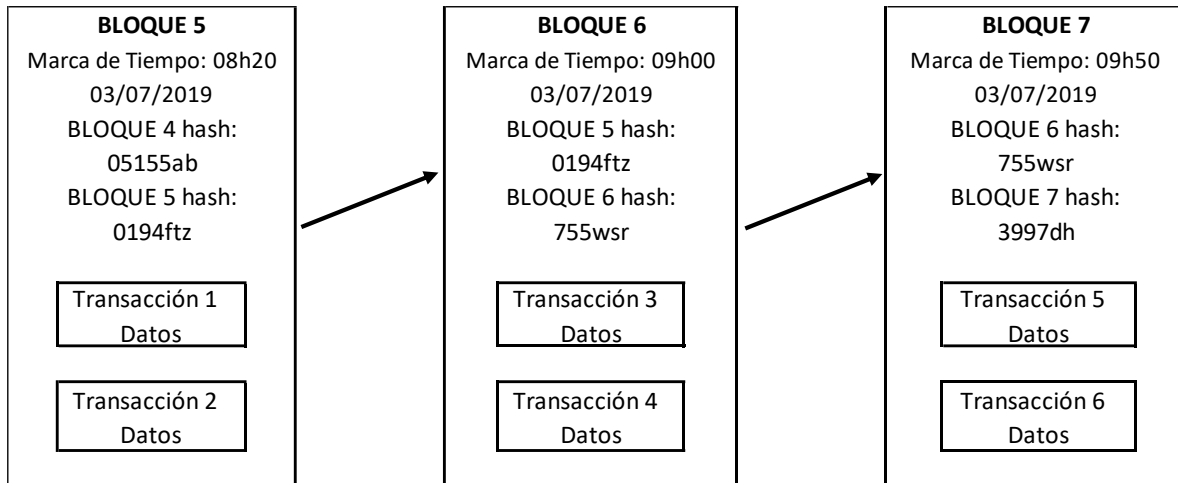 BLOQUE 5
Marca de Tiempo: 08h20
03/07/2019
BLOQUE 4 hash:
05155ab
BLOQUE 5 hash:
0194ftz
Transacción 1
Datos
Transacción 2
Datos
BLOQUE 6
Marca de Tiempo: 09h00
03/07/2019
BLOQUE 5 hash:
0194ftz
BLOQUE 6 hash:
755wsr
Transacción 3
Datos
Transacción 4
Datos
BLOQUE 7
Marca de Tiempo: 09h50
03/07/2019
BLOQUE 6 hash:
755wsr
BLOQUE 7 hash:
3997dh
Transacción 5
Datos
Transacción 6
Datos